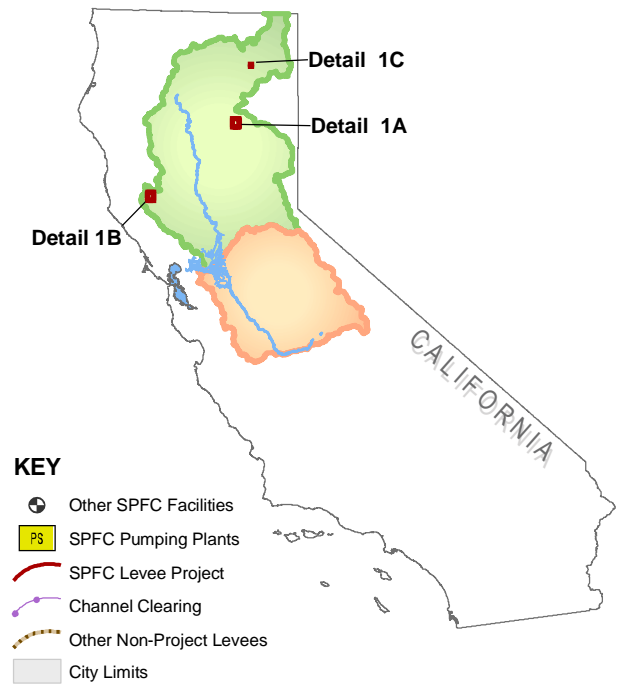 Detail 1C
Detail 1A
Detail 1B
CALIFORNIA
KEY
Other SPFC Facilities
PS SPFC Pumping Plants
SPFC Levee Project
Channel Clearing
Other Non-Project Levees
City Limits